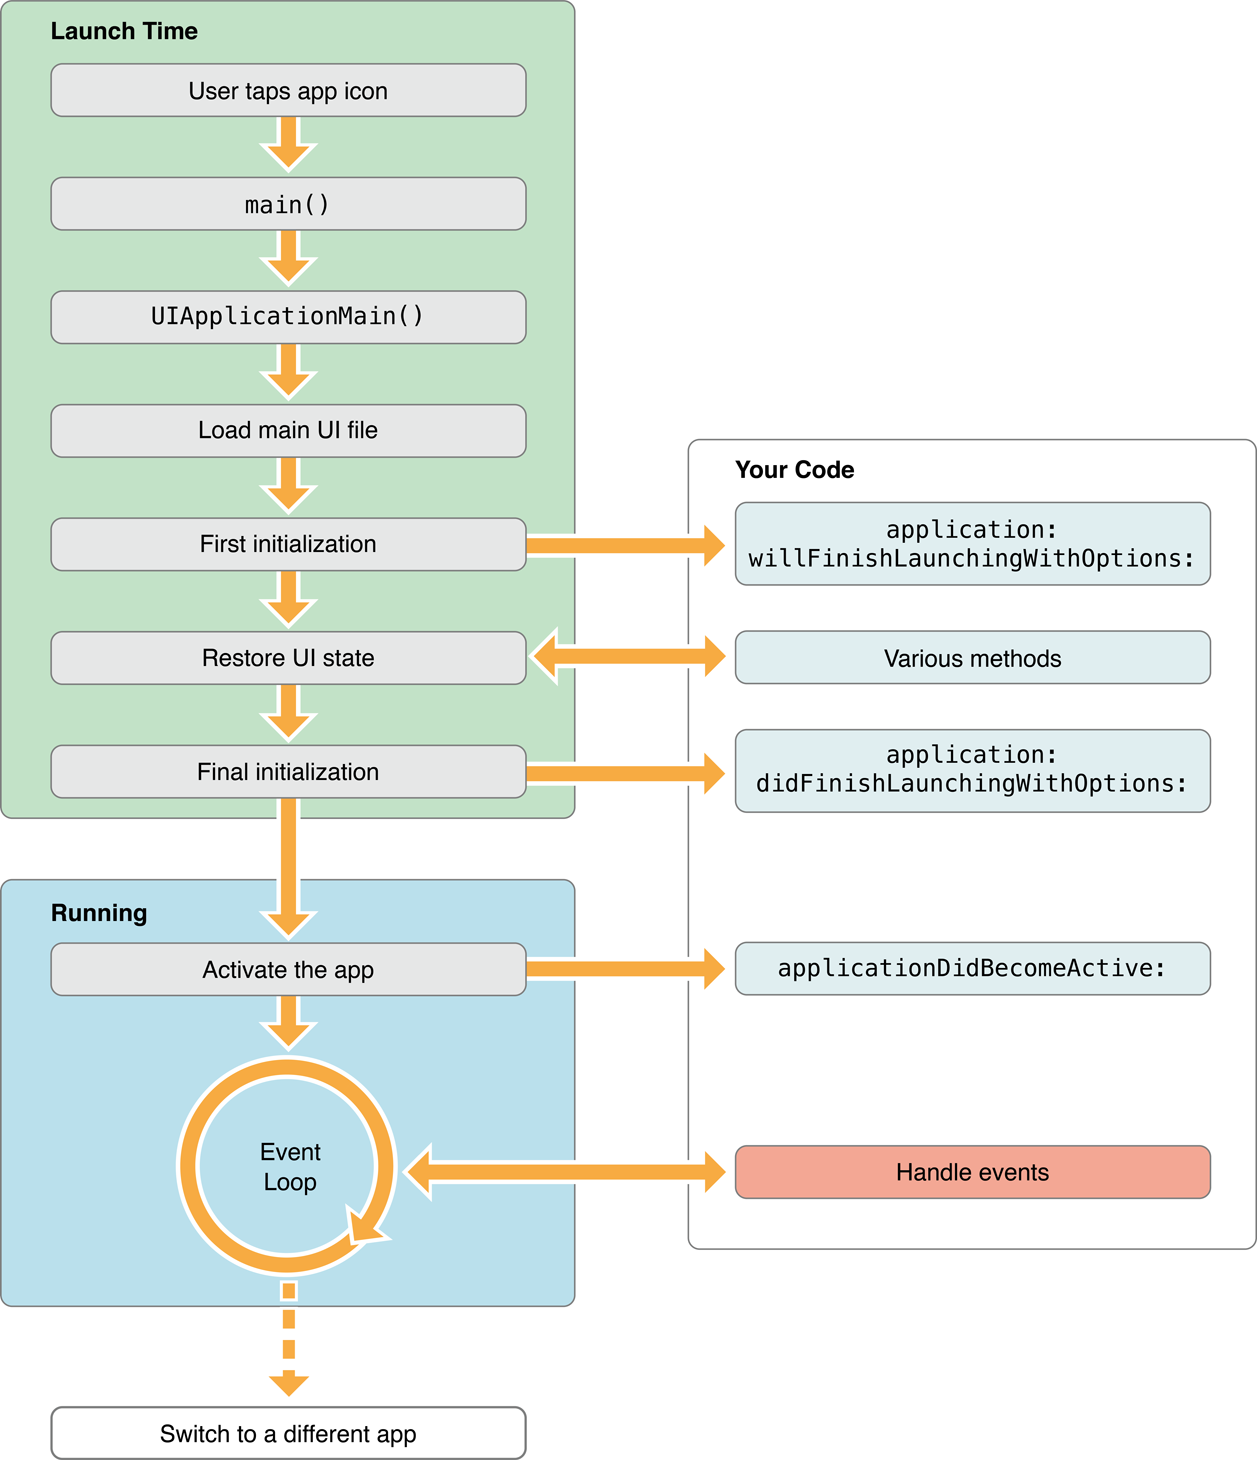 Launch Time
User taps app icon
main()
UIApplicationMain()
Load main UI file
First initialization
Restore UI state
Final initialization
Your Code
application:
willFinishLaunchingWithOptions:
Various methods
application:
didFinishLaunchingWithOptions:
Running
Activate the app
applicationDidBecomeActive:
Event
Loop
Handle events
Switch to a different app